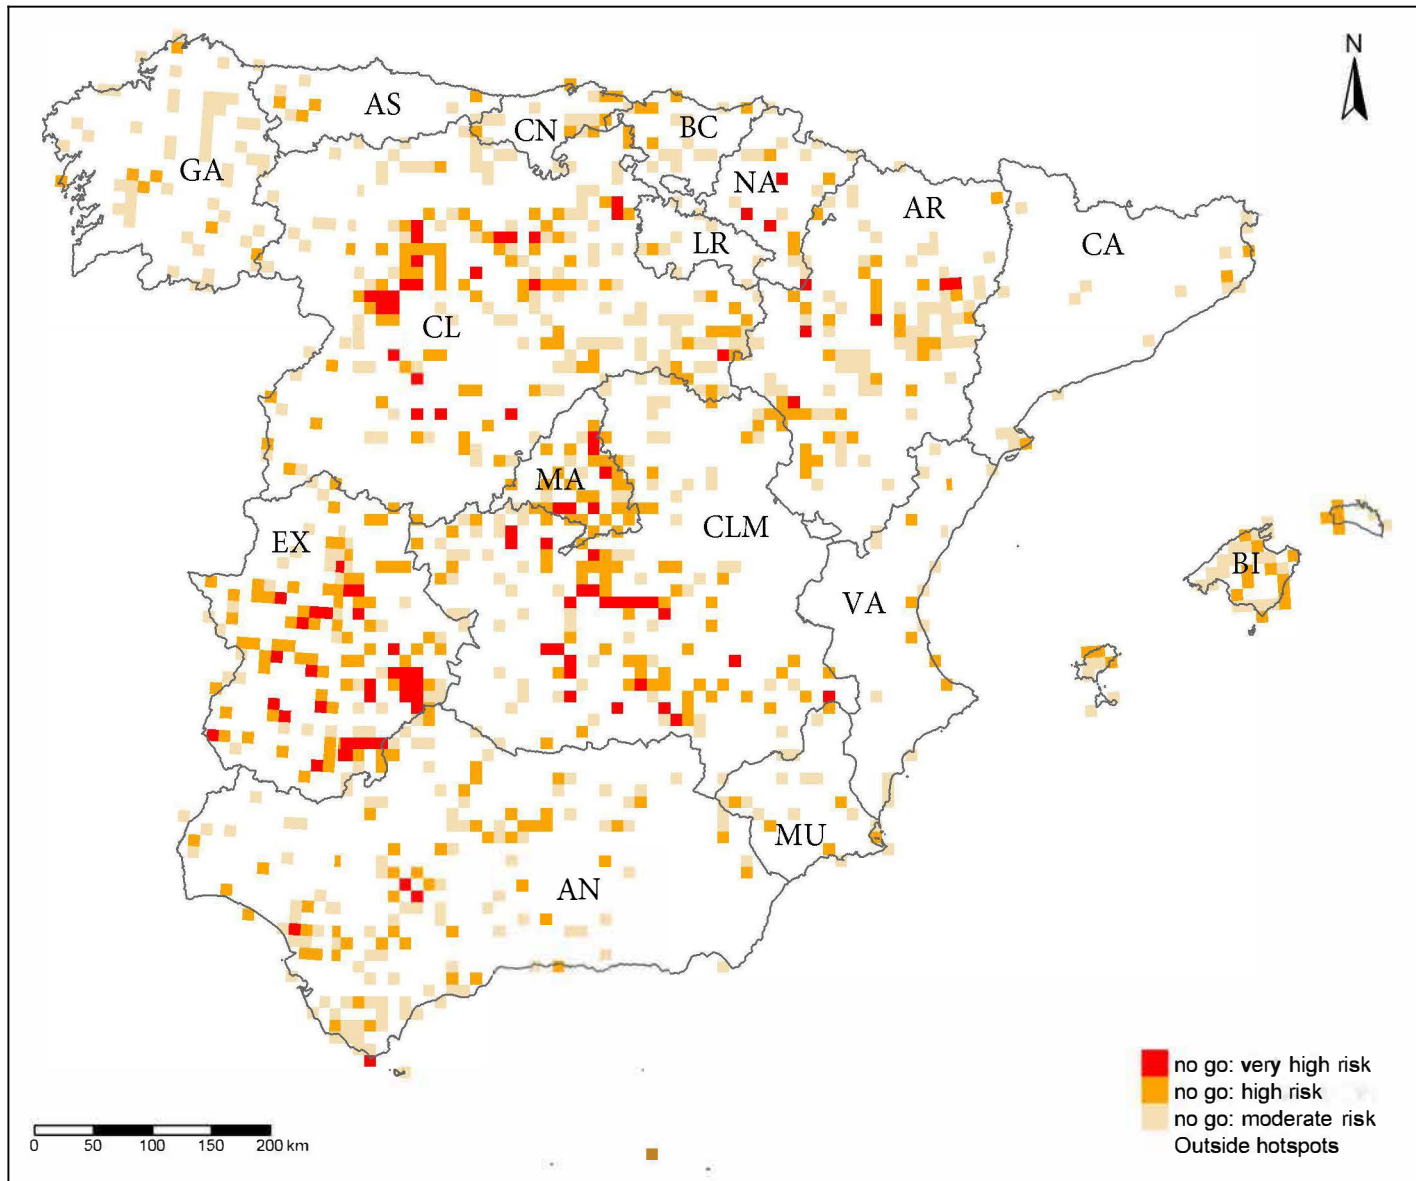 N
AS
CN
BC
GA
NA
AR
LR
CA
CL
MA
CLM
EX
BI
VA
MU
AN
no go: very high risk
no go: high risk
no go: moderate risk
Outside hotspots
0 50 100 150 200 km